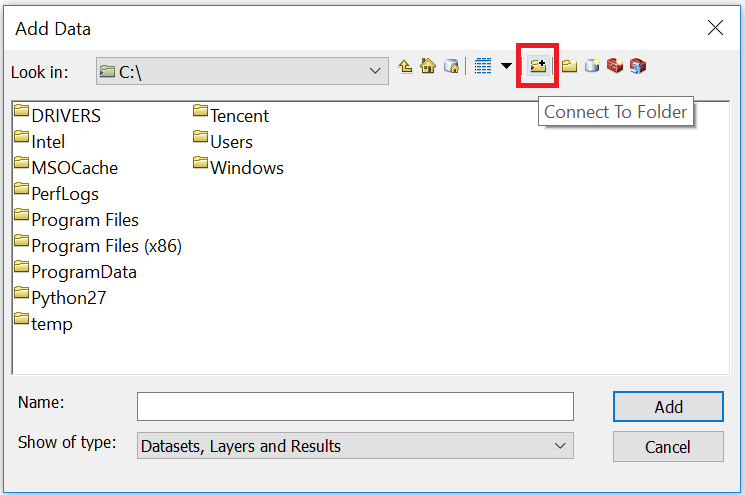 Add Data
Look in: C:\
Connect To Folder
DRIVERS
Intel
MSOCache
PerfLogs
Program Files
Program Files (x86)
ProgramData
Python27
temp
Tencent
Users
Windows
Name:
Add
Show of type: Datasets, Layers and Results
Cancel